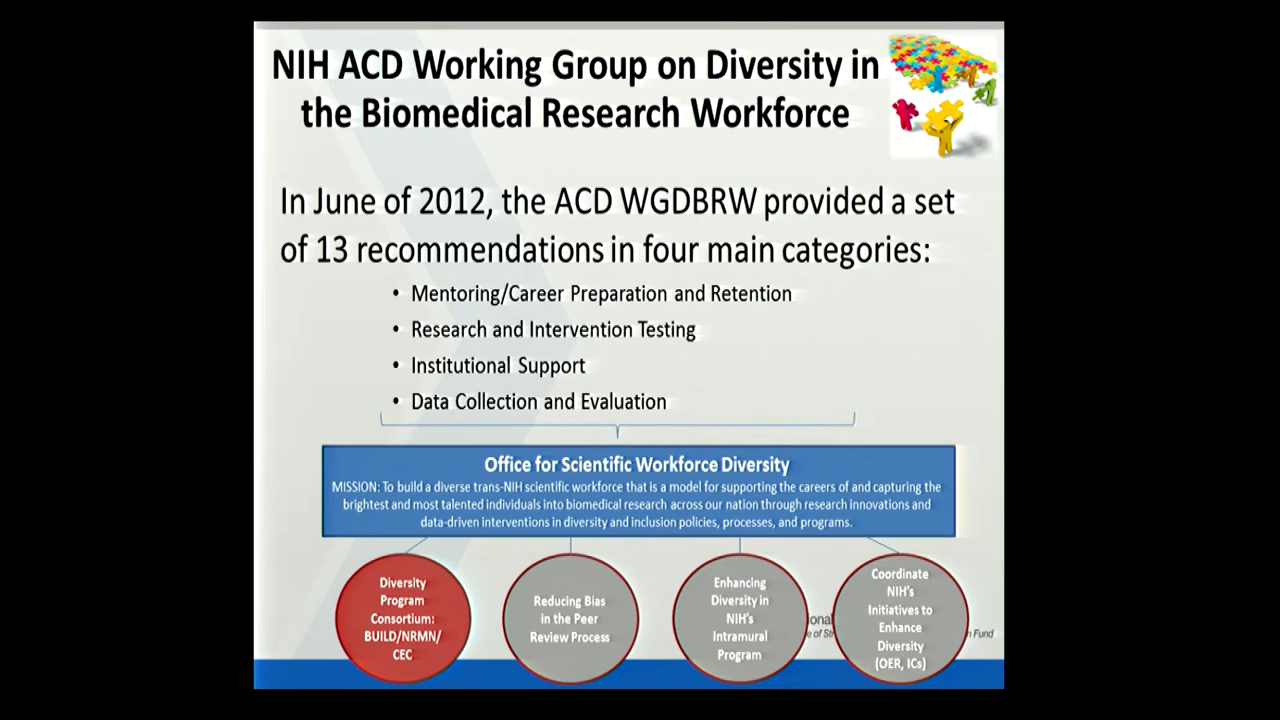 NIH ACD Working Group on Diversity in
the Biomedical Research Workforce
In June of 2012, the ACD WGDBRW provided a set
of 13 recommendations in four main categories:
• Mentoring/Career Preparation and Retention
• Research and Intervention Testing
• Institutional Support
• Data Collection and Evaluation
Office for Scientific Workforce Diversity
MISSION: To build a diverse trans-NIH scientific workforce that is a model for supporting the careers of and capturing the
brightest and most talented individuals into biomedical research across our nation through research innovations and
data-driven interventions in diversity and inclusion policies, processes, and programs.
Diversity
Program
Consortium:
BUILD/NRMN/
CEC
Reducing Bias
in the Peer
Review Process
Enhancing
Diversity in
NIH's
Intramural
Program
Coordinate
NIH's
Initiatives to
Enhance
Diversity
(OER, ICs)
Fund